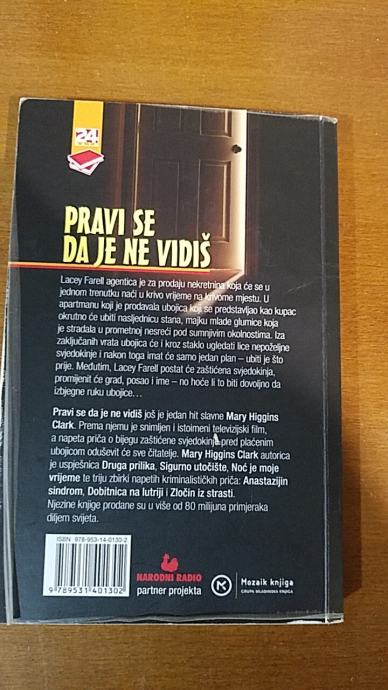 24
PRAVI SE
DA JE NE VIDIŠ
Lacey Farell agentica je za prodaju nekretnina koja će se u
jednom trenutku naći u krivo vrijeme na krivome mjestu. U
apartmanu koji je prodavala ubojica koji se predstavljao kao kupac
okrutno će ubiti nasljednicu stana, majku mlade glumice koja
je stradala u prometnoj nesreći pod sumnjivim okolnostima. Iza
zaključanih vrata ubojica će i kroz staklo ugledati lice nepoželjne
svjedokinje i nakon toga imat će samo jedan plan – ubiti je što
prije. Međutim, Lacey Farell postat će zaštićena svjedokinja,
promijenit će grad, posao i ime – no hoće li to biti dovoljno da
izbjegne ruku ubojice...
Pravi se da je ne vidiš još je jedan hit slavne Mary Higgins
Clark. Prema njemu je snimljen i istoimeni televizijski film,
a napeta priča o bijegu zaštićene svjedokinje pred plaćenim
ubojicom oduševit će sve čitatelje. Mary Higgins Clark autorica
je uspješnica Druga prilika, Sigurno utočište, Noć je moje
vrijeme te triju zbirki napetih kriminalističkih priča: Anastazijin
sindrom, Dobitnica na lutriji i Zločin iz strasti.
Njezine knjige prodane su u više od 80 milijuna primjeraka
diljem svijeta.
ISBN 978-953-14-0130-2
9 789531 401302
NARODNI RADIO
partner projekta
Mozaik knjiga
GRUPA MLADINSKA KNJIGA